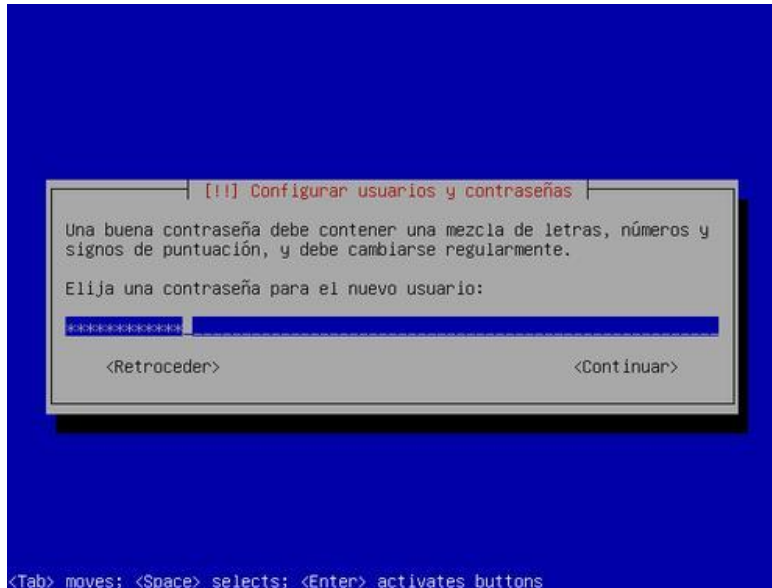 [!!] Configurar usuarios y contraseñas
Una buena contraseña debe contener una mezcla de letras, números y
signos de puntuación, y debe cambiarse regularmente.
Elija una contraseña para el nuevo usuario:
*************
<Retroceder> <Continuar>
<Tab> moves; <Space> selects; <Enter> activates buttons